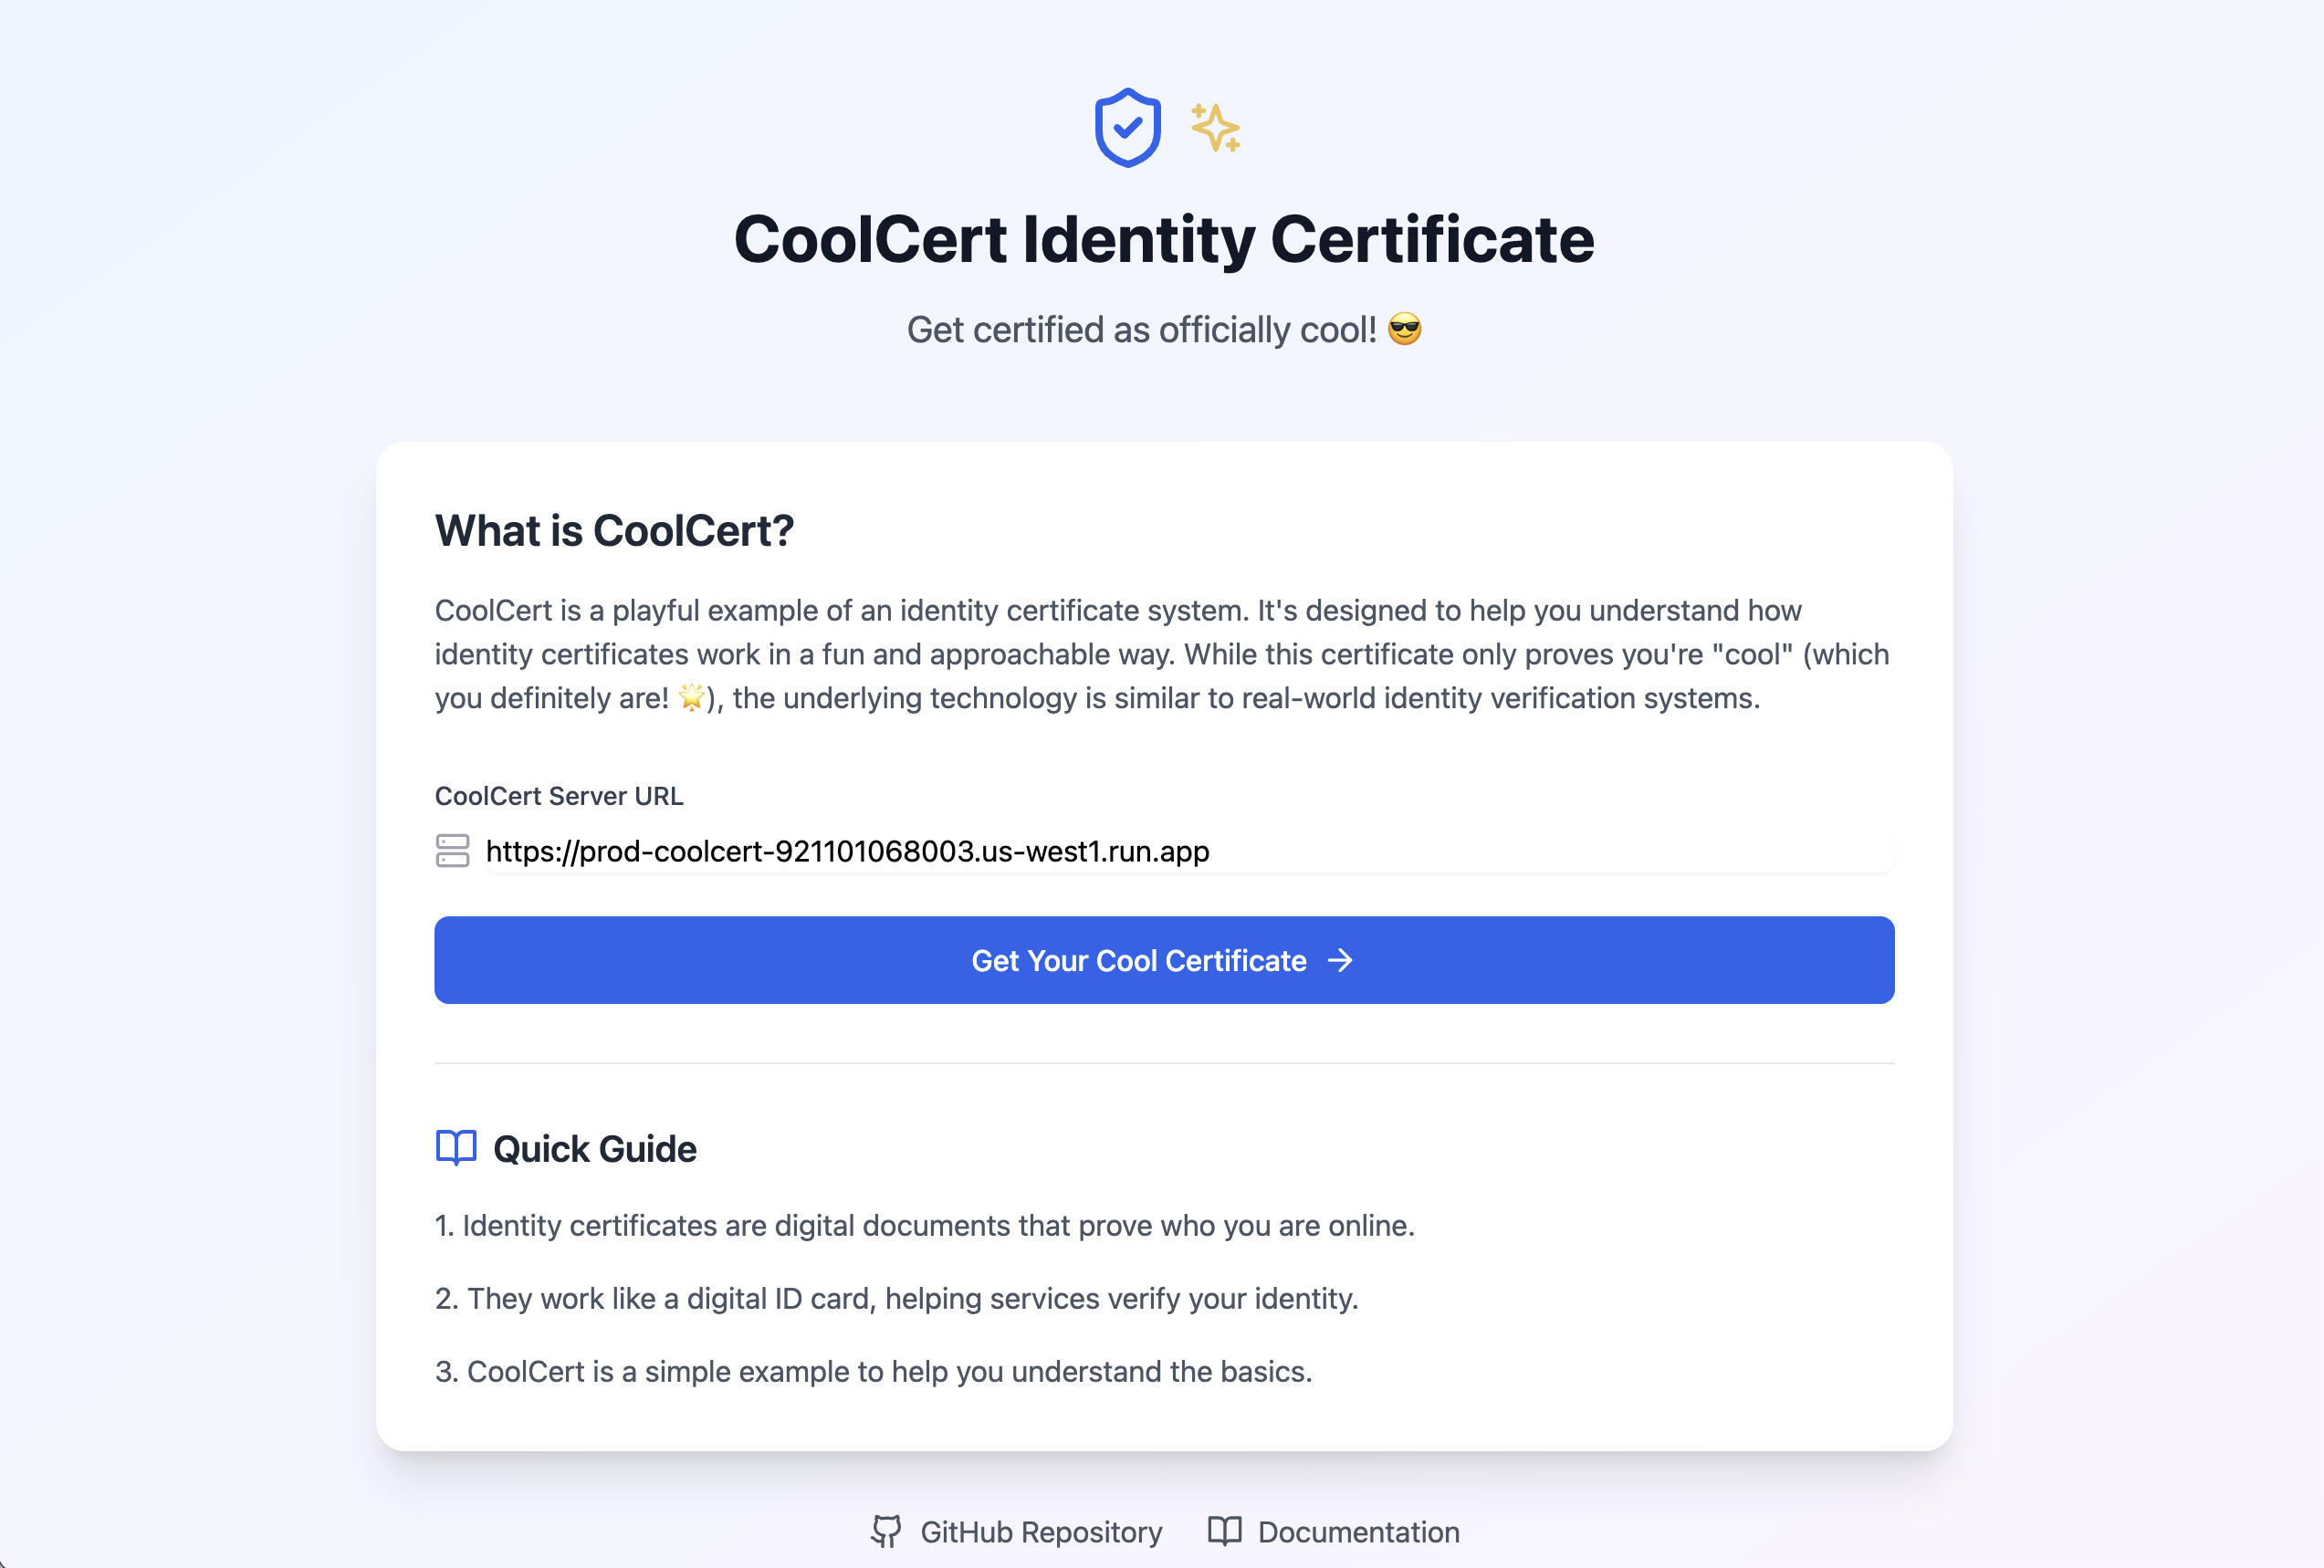 CoolCert Identity Certificate
Get certified as officially cool! 😎
What is CoolCert?
CoolCert is a playful example of an identity certificate system. It's designed to help you understand how
identity certificates work in a fun and approachable way. While this certificate only proves you're "cool" (which
you definitely are! 🌟), the underlying technology is similar to real-world identity verification systems.
CoolCert Server URL
https://prod-coolcert-921101068003.us-west1.run.app
Get Your Cool Certificate →
Quick Guide
1. Identity certificates are digital documents that prove who you are online.
2. They work like a digital ID card, helping services verify your identity.
3. CoolCert is a simple example to help you understand the basics.
GitHub Repository Documentation